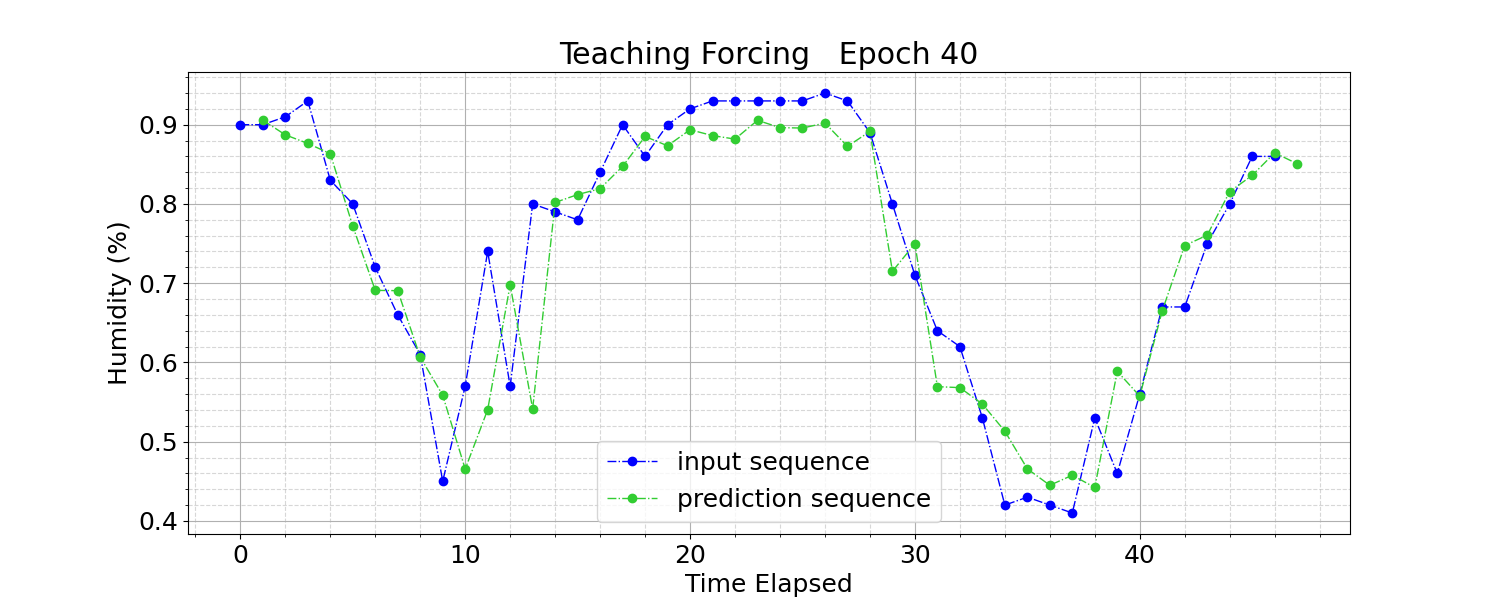 Teaching Forcing   Epoch 40
Humidity (%)
0.9
0.8
0.7
0.6
0.5
0.4
input sequence
prediction sequence
0 10 20 30 40
Time Elapsed